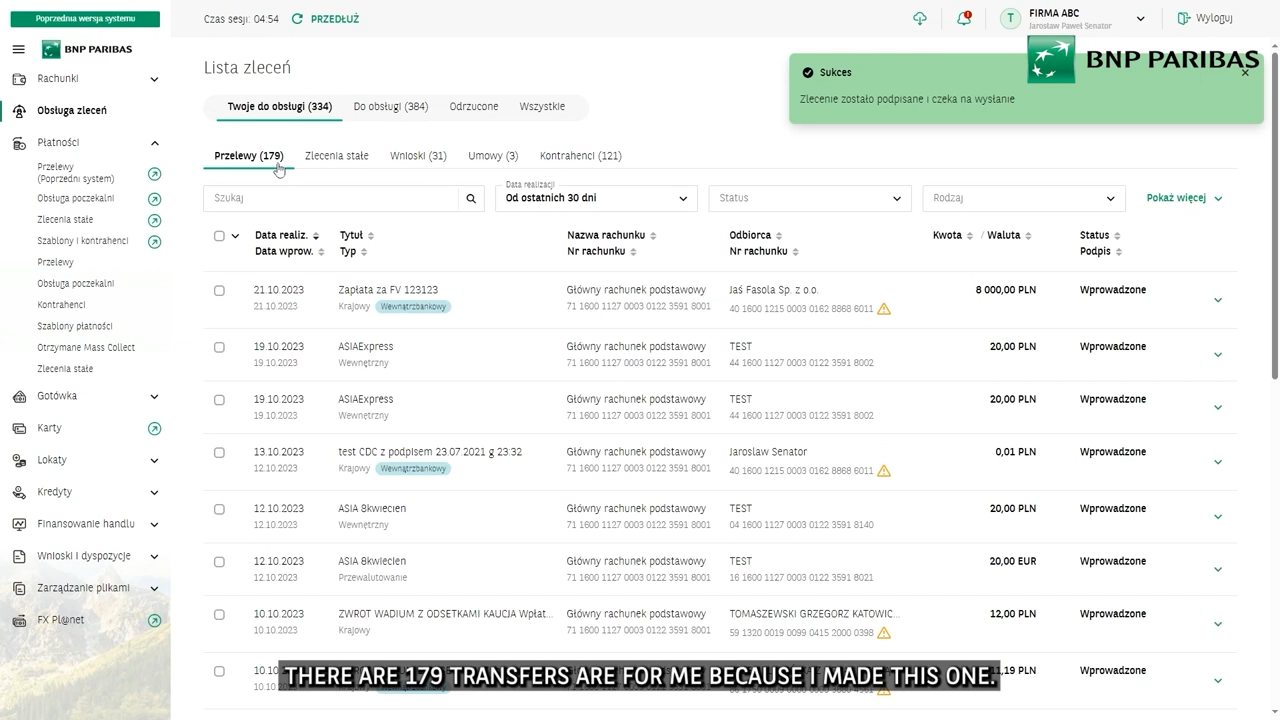 Poprzednia wersja systemu
Czas sesji: 04:54 PRZEDŁUŻ
T FIRMA ABC
Jarosław Paweł Senator
Wyloguj
BNP PARIBAS
Rachunki
Obsługa zleceń
Płatności
Przelewy
(Poprzedni system)
Obsługa poczekalni
Zlecenia stałe
Szablony i kontrahenci
Przelewy
Obsługa poczekalni
Kontrahenci
Szablony płatności
Otrzymane Mass Collect
Zlecenia stałe
Gotówka
Karty
Lokaty
Kredyty
Finansowanie handlu
Wnioski i dyspozycje
Zarządzanie plikami
FX Pl@net
Lista zleceń
BNP PARIBAS
Sukces
Zlecenie zostało podpisane i czeka na wysłanie
Twoje do obsługi (334) Do obsługi (384) Odrzucone Wszystkie
Przelewy (179) Zlecenia stałe Wnioski (31) Umowy (3) Kontrahenci (121)
Szukaj
Data realizacji
Od ostatnich 30 dni
Status
Rodzaj
Pokaż więcej
Data realiz. Tytuł Nazwa rachunku Odbiorca Kwota / Waluta Status
Data wprow. Typ Nr rachunku Nr rachunku Podpis
21.10.2023 Zapłata za FV 123123 Główny rachunek podstawowy Jaś Fasola Sp. z o.o. 8 000,00 PLN Wprowadzone
21.10.2023 Krajowy Wewnątrzbankowy 71 1600 1127 0003 0122 3591 8001 40 1600 1215 0003 0162 8868 6011
19.10.2023 ASIAExpress Główny rachunek podstawowy TEST 20,00 PLN Wprowadzone
19.10.2023 Wewnętrzny 71 1600 1127 0003 0122 3591 8001 44 1600 1127 0003 0122 3591 8002
19.10.2023 ASIAExpress Główny rachunek podstawowy TEST 20,00 PLN Wprowadzone
19.10.2023 Wewnętrzny 71 1600 1127 0003 0122 3591 8001 44 1600 1127 0003 0122 3591 8002
13.10.2023 test CDC z podpisem 23.07.2021 g 23:32 Główny rachunek podstawowy Jaroslaw Senator 0,01 PLN Wprowadzone
12.10.2023 Krajowy Wewnątrzbankowy 71 1600 1127 0003 0122 3591 8001 40 1600 1215 0003 0162 8868 6011
12.10.2023 ASIA 8kwiecień Główny rachunek podstawowy TEST 20,00 PLN Wprowadzone
12.10.2023 Wewnętrzny 71 1600 1127 0003 0122 3591 8001 04 1600 1127 0003 0122 3591 8140
12.10.2023 ASIA 8kwiecień Główny rachunek podstawowy TEST 20,00 EUR Wprowadzone
12.10.2023 Przewalutowanie 71 1600 1127 0003 0122 3591 8001 16 1600 1127 0003 0122 3591 8021
10.10.2023 ZWROT WADIUM Z ODSETKAMI KAUCJA Wpłat... Główny rachunek podstawowy TOMASZEWSKI GRZEGORZ KATOWIC... 12,00 PLN Wprowadzone
10.10.2023 Krajowy 71 1600 1127 0003 0122 3591 8001 59 1320 0019 0099 0415 2000 0398
Wprowadzone
THERE ARE 179 TRANSFERS ARE FOR ME BECAUSE I MADE THIS ONE.